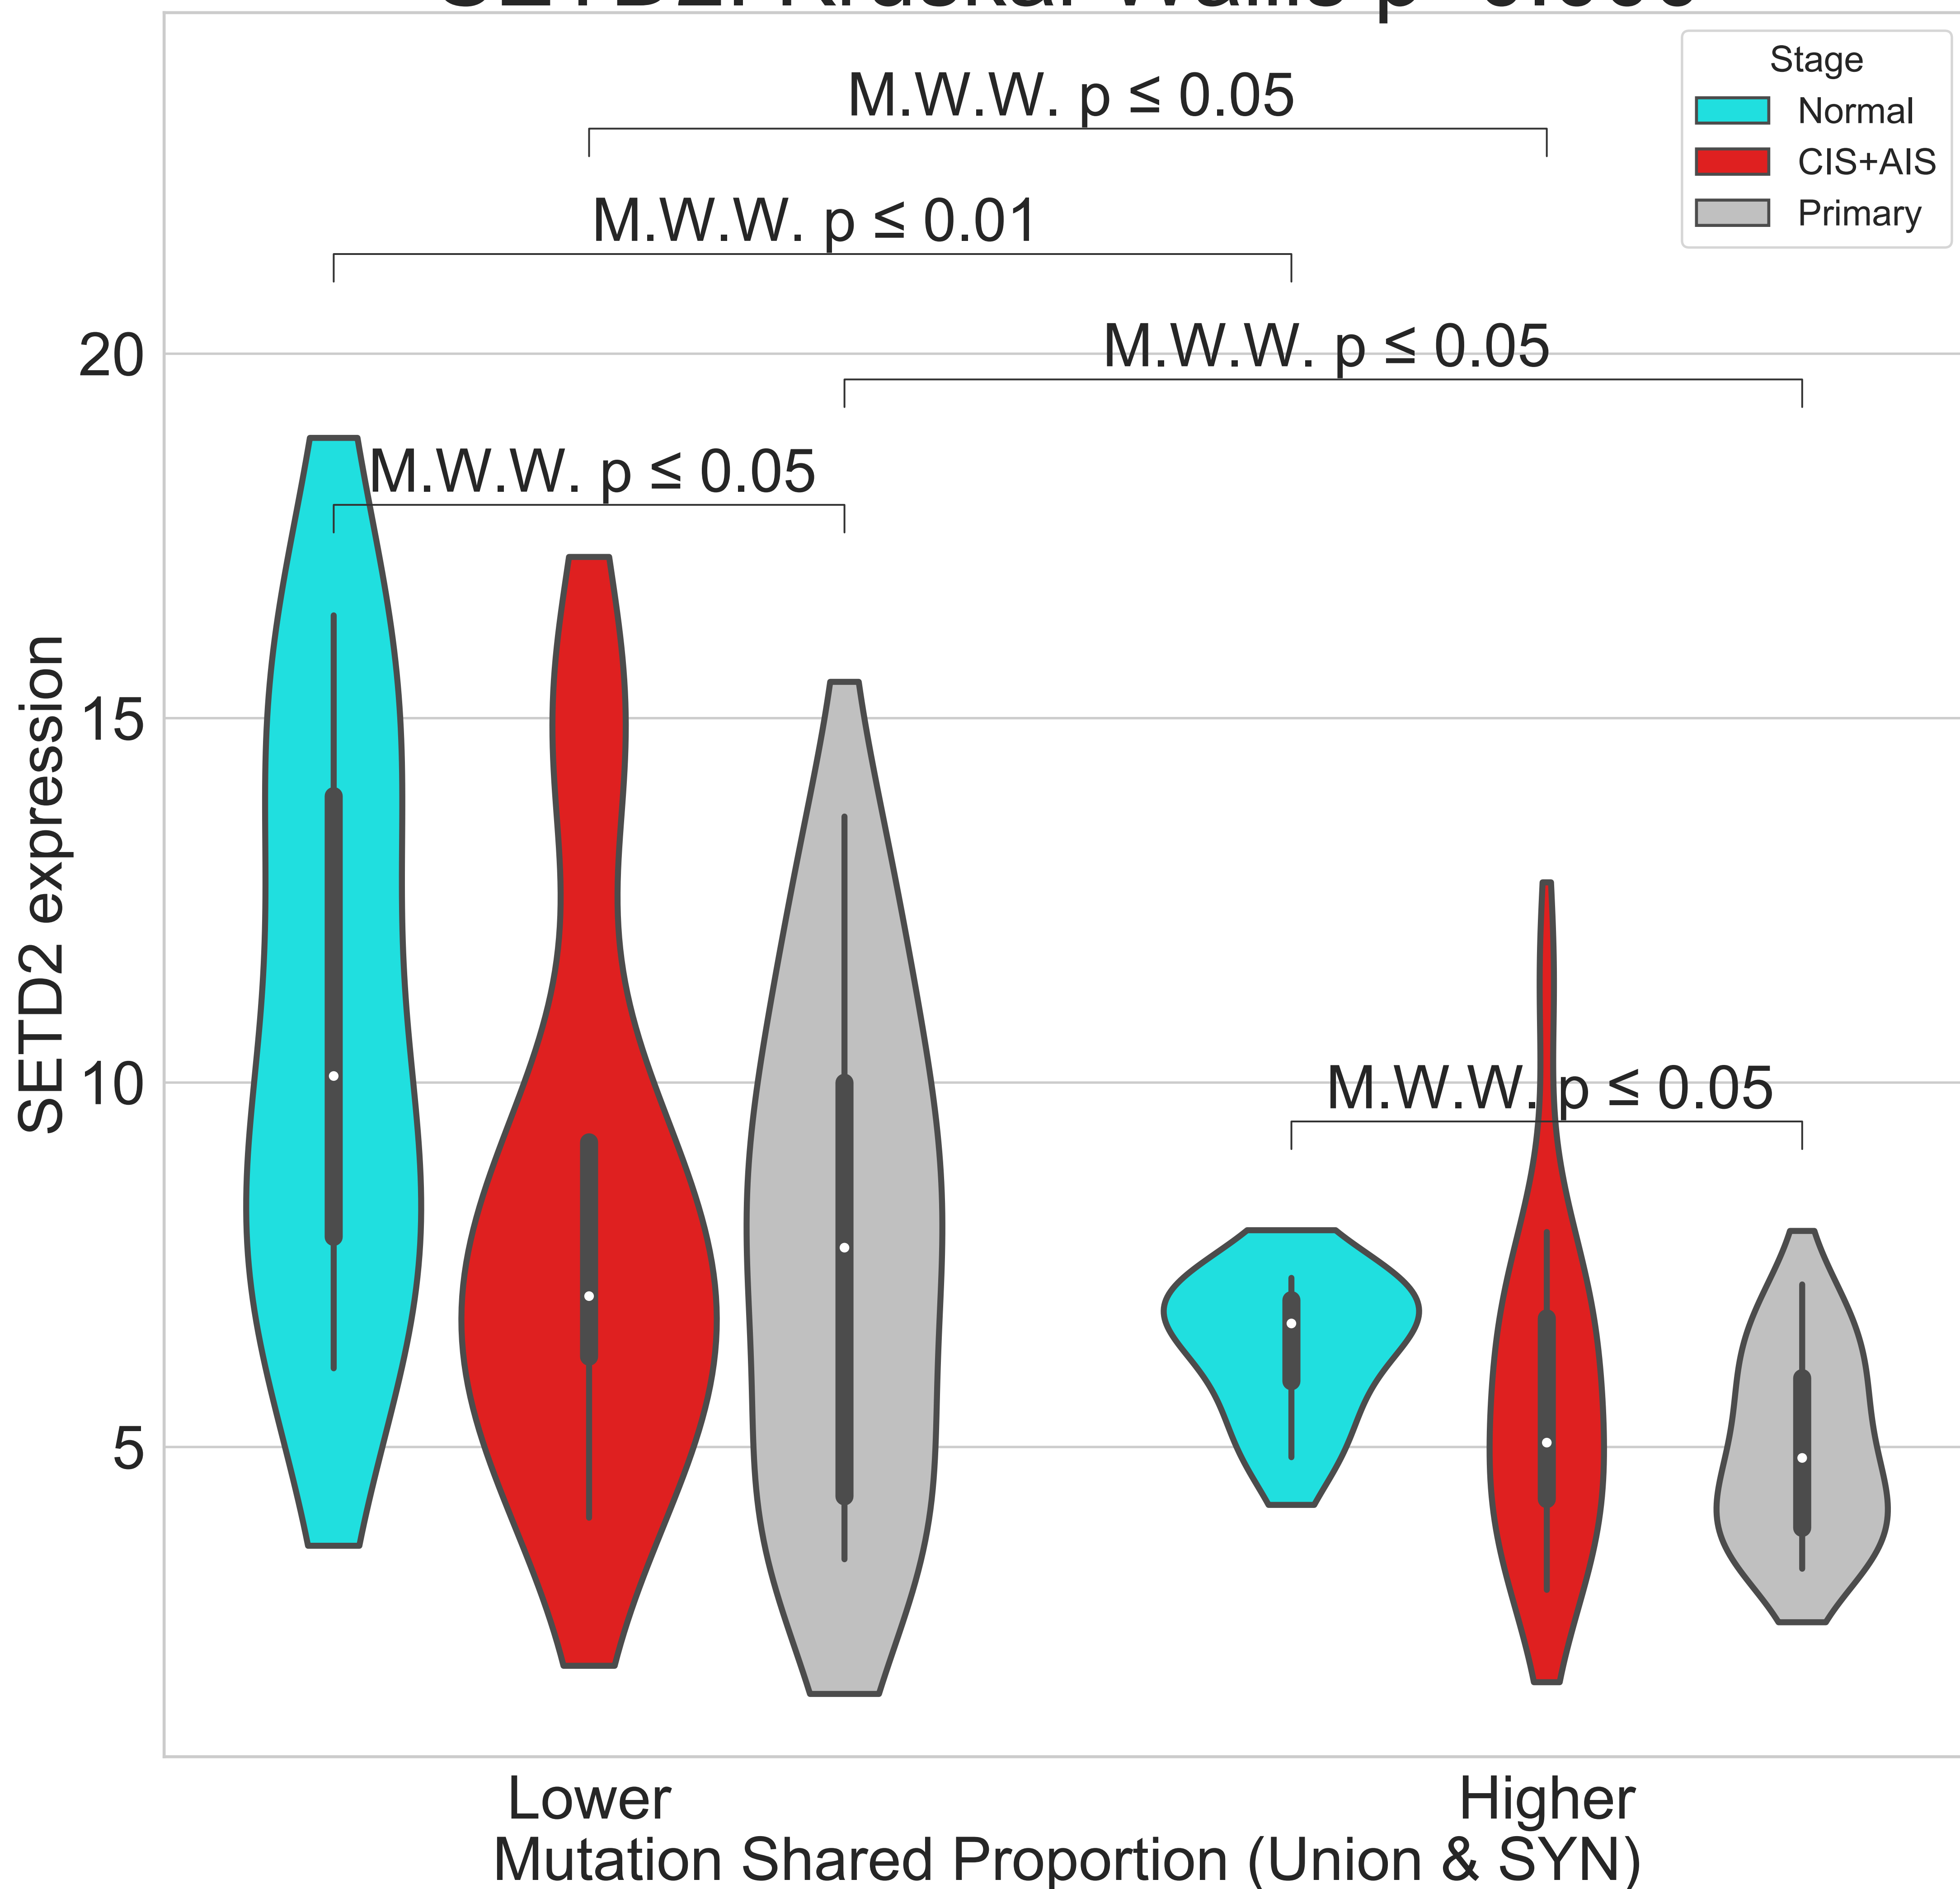 Stage
Normal
CIS+AIS
Primary
M.W.W. p ≤ 0.05
M.W.W. p ≤ 0.01
M.W.W. p ≤ 0.05
M.W.W. p ≤ 0.05
M.W.W. p ≤ 0.05
SETD2 expression
20
15
10
5
Lower
Higher
Mutation Shared Proportion (Union & SYN)